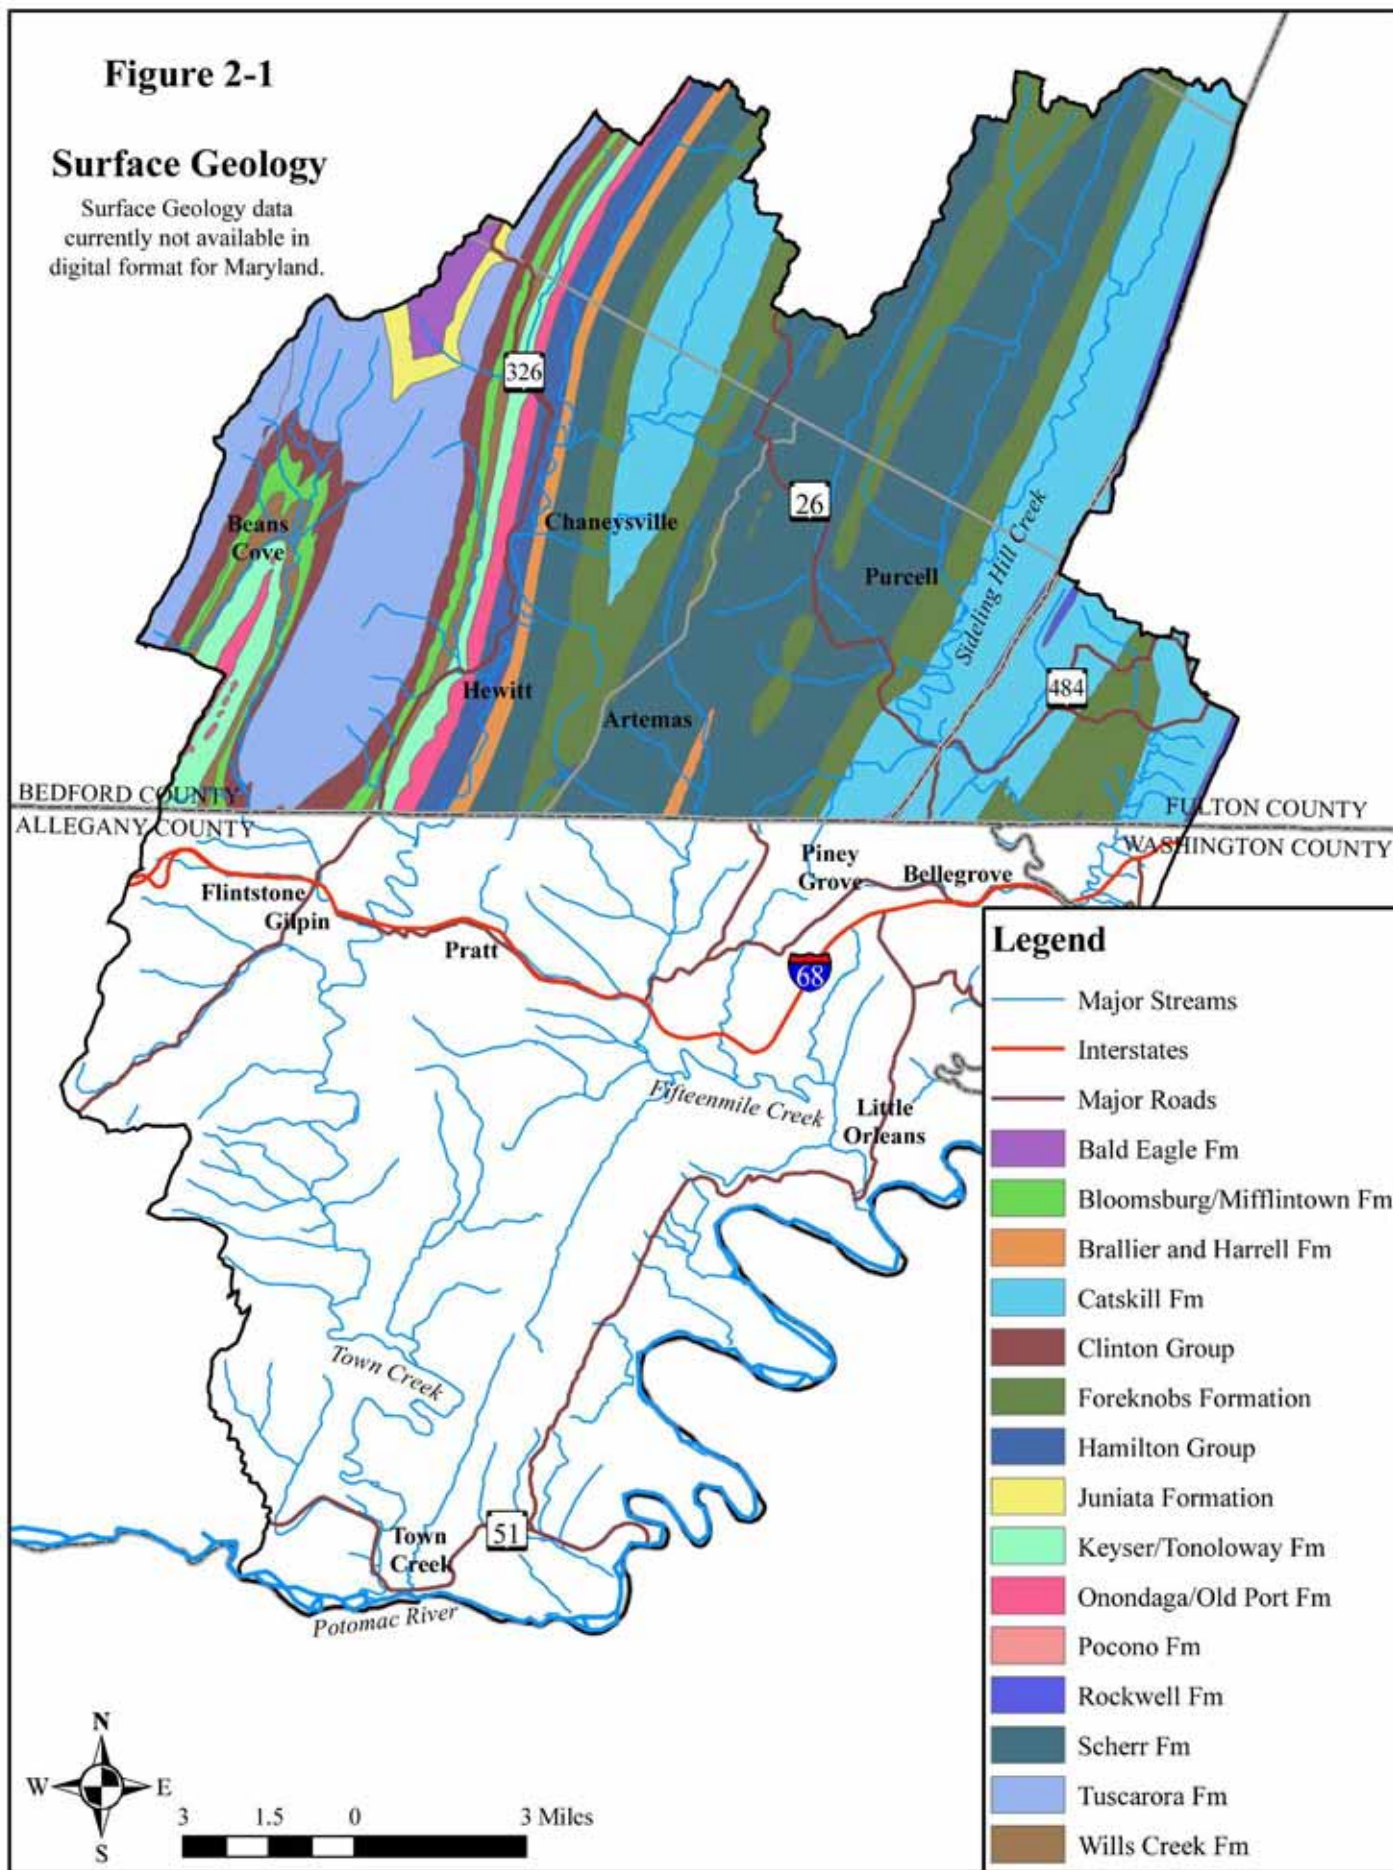 Figure 2-1
Surface Geology
Surface Geology data
currently not available in
digital format for Maryland.
326
Beans
Cove
Chaneysville
26
Purcell
Sideling Hill Creek
484
Hewitt
Artemas
BEDFORD COUNTY
FULTON COUNTY
ALLEGANY COUNTY
WASHINGTON COUNTY
Piney
Grove
Bellegrove
Flintstone
Gilpin
Pratt
68
Fifteenmile Creek
Little
Orleans
Town Creek
51
Town
Creek
Potomac River
Legend
Major Streams
Interstates
Major Roads
Bald Eagle Fm
Bloomsburg/Mifflintown Fm
Brallier and Harrell Fm
Catskill Fm
Clinton Group
Foreknobs Formation
Hamilton Group
Juniata Formation
Keyser/Tonoloway Fm
Onondaga/Old Port Fm
Pocono Fm
Rockwell Fm
Scherr Fm
Tuscarora Fm
Wills Creek Fm
N
W E
S
3 1.5 0 3 Miles